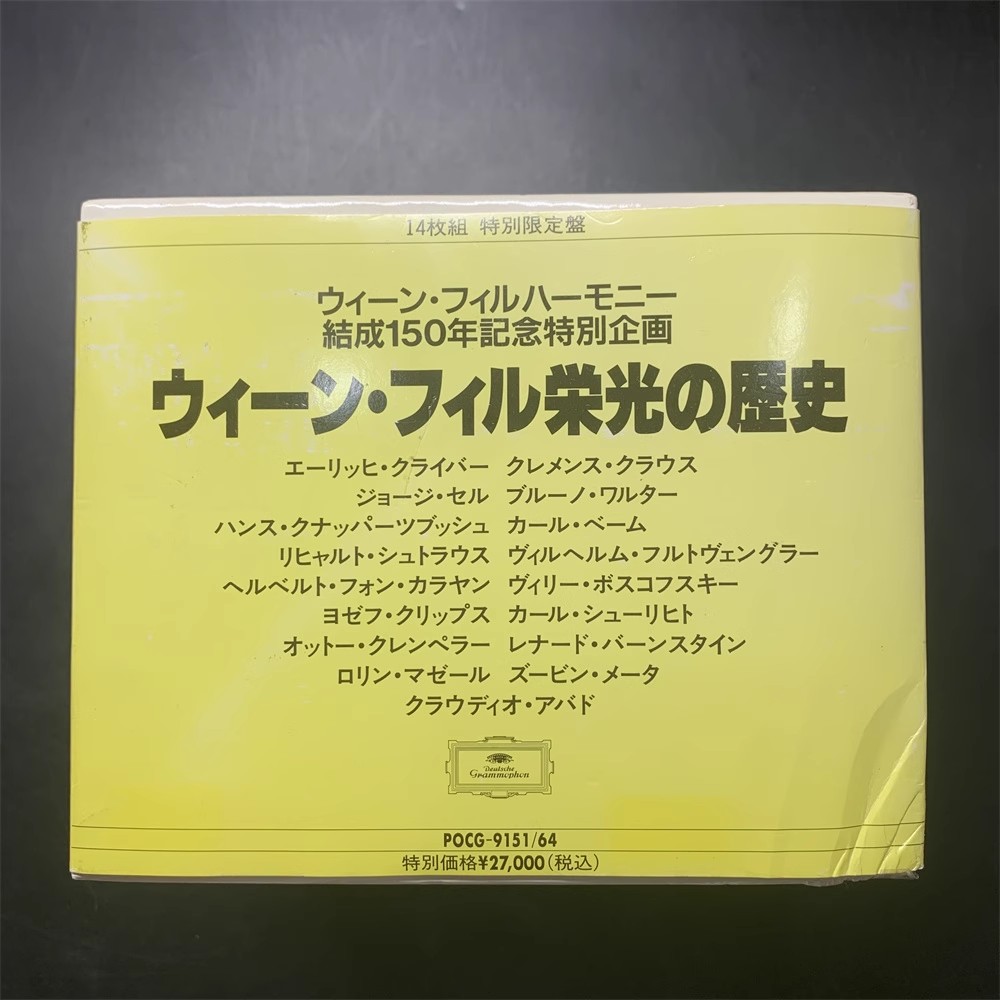 14枚組 特別限定盤
ウィーン・フィルハーモニー
結成150年記念特別企画
ウィーン・フィル栄光の歴史
エーリッヒ・クライバー クレメンス・クラウス
ジョージ・セル ブルーノ・ワルター
ハンス・クナッパーツブッシュ カール・ベーム
リヒャルト・シュトラウス ヴィルヘルム・フルトヴェングラー
ヘルベルト・フォン・カラヤン ヴィリー・ボスコフスキー
ヨゼフ・クリップス カール・シューリヒト
オットー・クレンペラー レナード・バーンスタイン
ロリン・マゼール ズービン・メータ
クラウディオ・アバド
Deutsche
Grammophon
POCG-9151/64
特別価格¥27,000(税込)